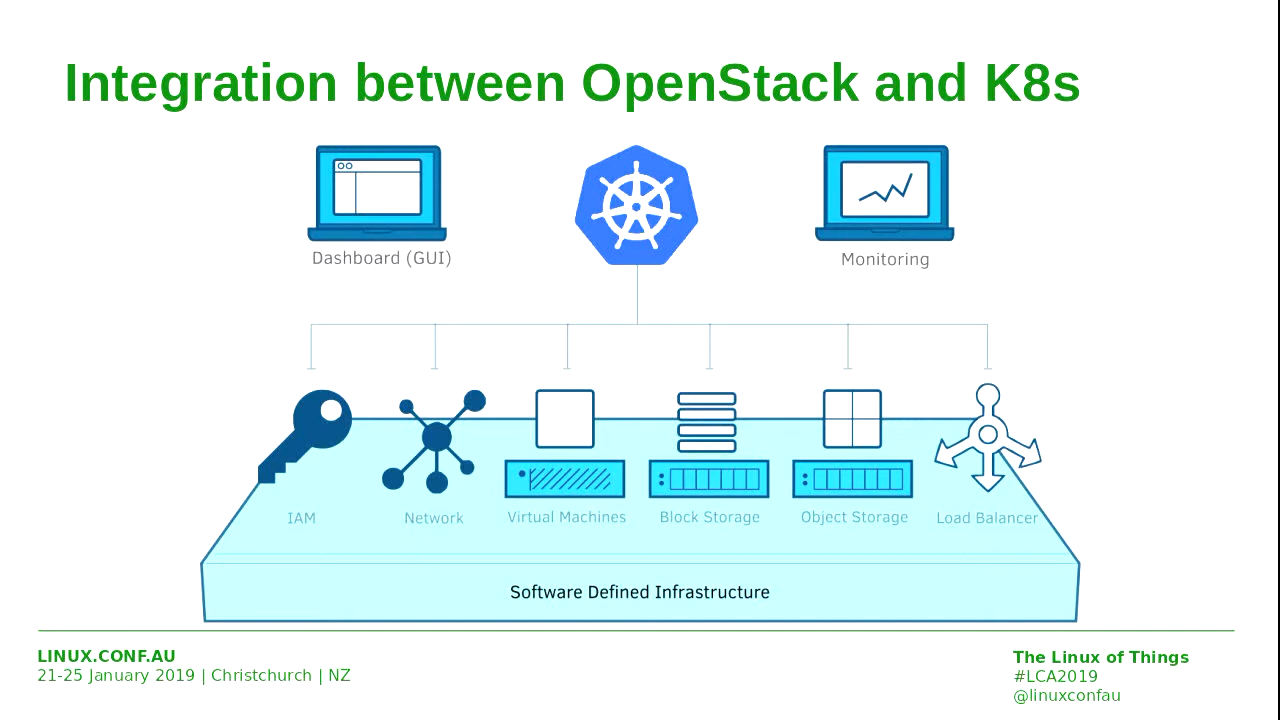 Integration between OpenStack and K8s
Dashboard (GUI)
Monitoring
IAM
Network
Virtual Machines
Block Storage
Object Storage
Load Balancer
Software Defined Infrastructure
LINUX.CONF.AU
21-25 January 2019 | Christchurch | NZ
The Linux of Things
#LCA2019
@linuxconfau